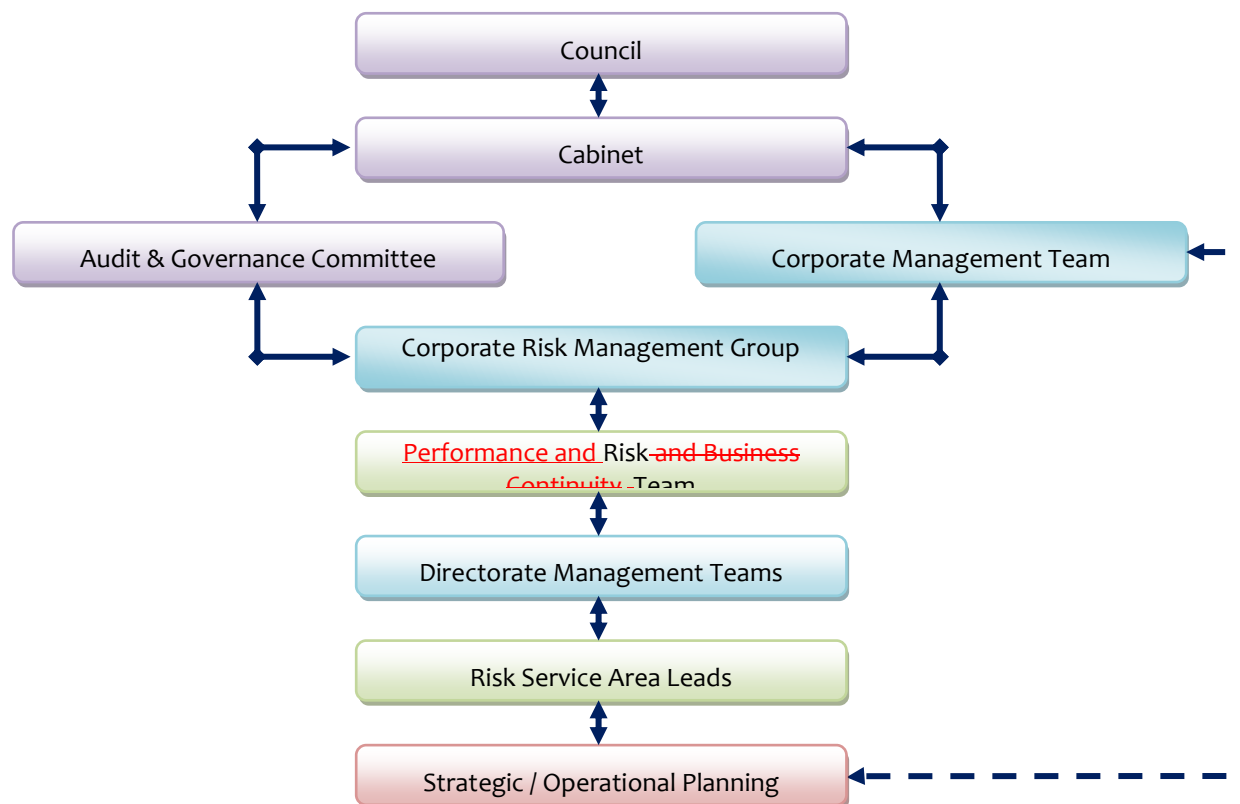 Council
Cabinet
Audit & Governance Committee
Corporate Management Team
Corporate Risk Management Group
Performance and Risk and Business
Continuity -Team
Directorate Management Teams
Risk Service Area Leads
Strategic / Operational Planning